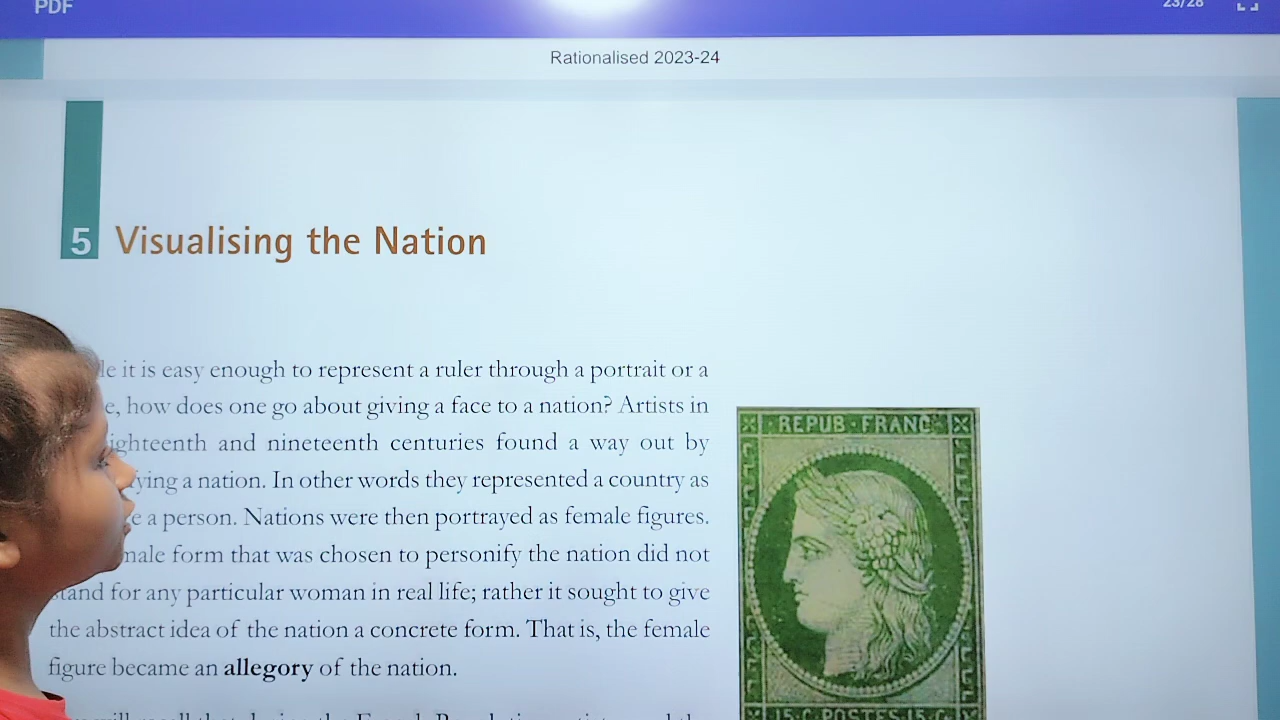 PDF
23/28
Rationalised 2023-24
5 Visualising the Nation
it is easy enough to represent a ruler through a portrait or a
how does one go about giving a face to a nation? Artists in
and nineteenth centuries found a way out by
a nation. In other words they represented a country as
a person. Nations were then portrayed as female figures.
form that was chosen to personify the nation did not
stand for any particular woman in real life; rather it sought to give
the abstract idea of the nation a concrete form. That is, the female
figure became an allegory of the nation.
REPUB · FRANC
15 · C · POSTES · 15 · C